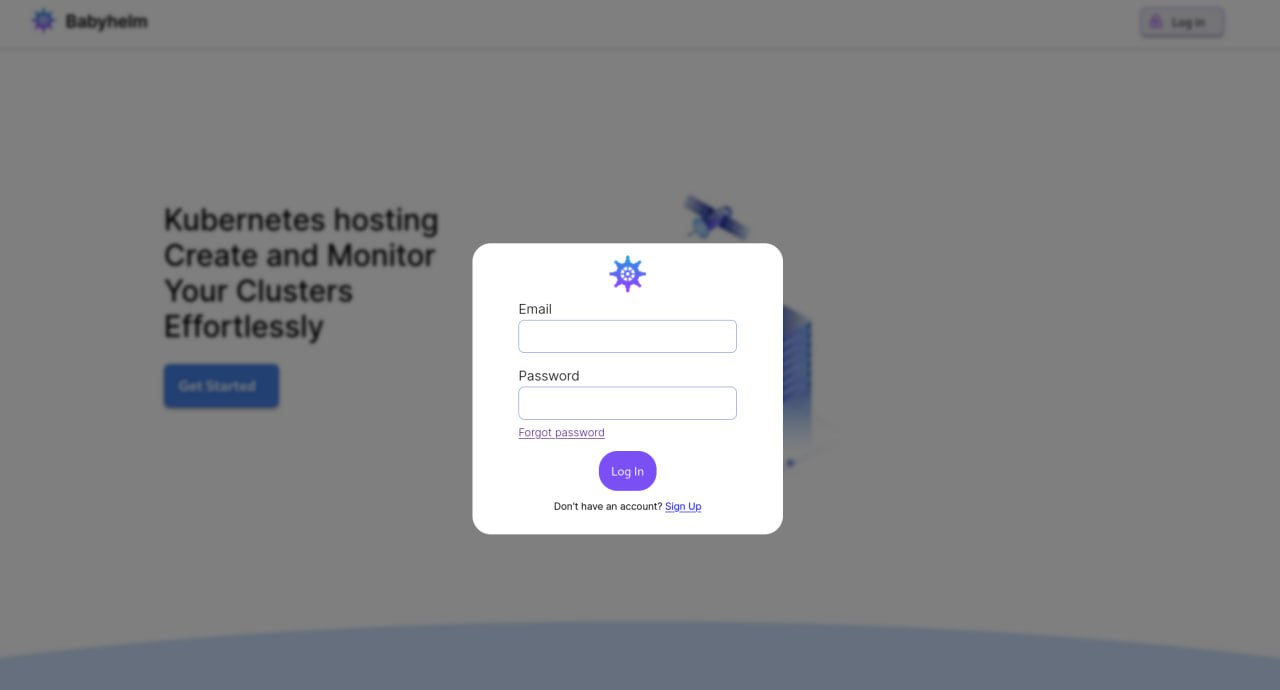 Babyhelm
Log in
Kubernetes hosting
Create and Monitor
Your Clusters
Effortlessly
Get Started
Email
Password
Forgot password
Log In
Don't have an account? Sign Up